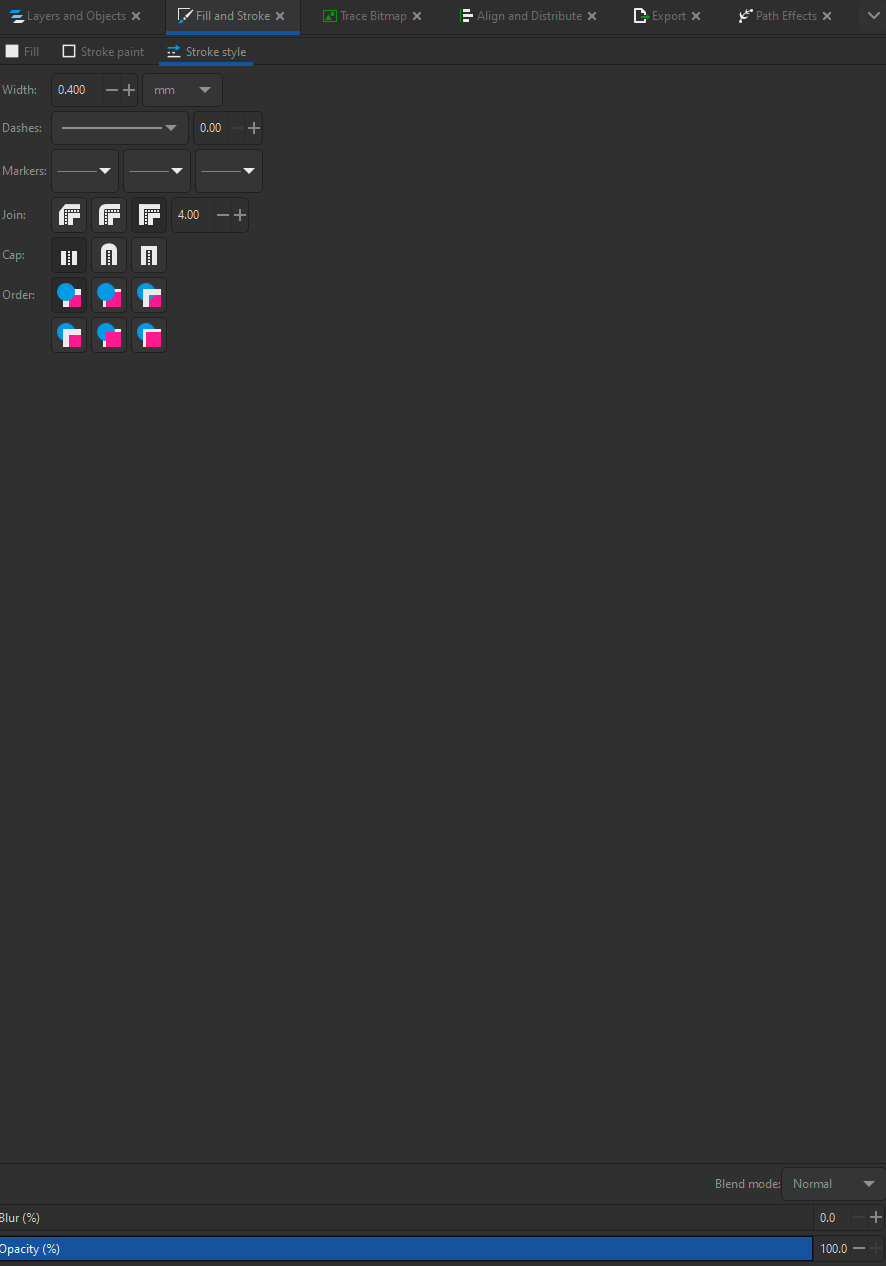 Layers and Objects Fill and Stroke Trace Bitmap Align and Distribute Export Path Effects
Fill Stroke paint Stroke style
Width: 0.400 mm
Dashes: 0.00
Markers:
Join: 4.00
Cap:
Order:
Blend mode: Normal
Blur (%) 0.0
Opacity (%) 100.0